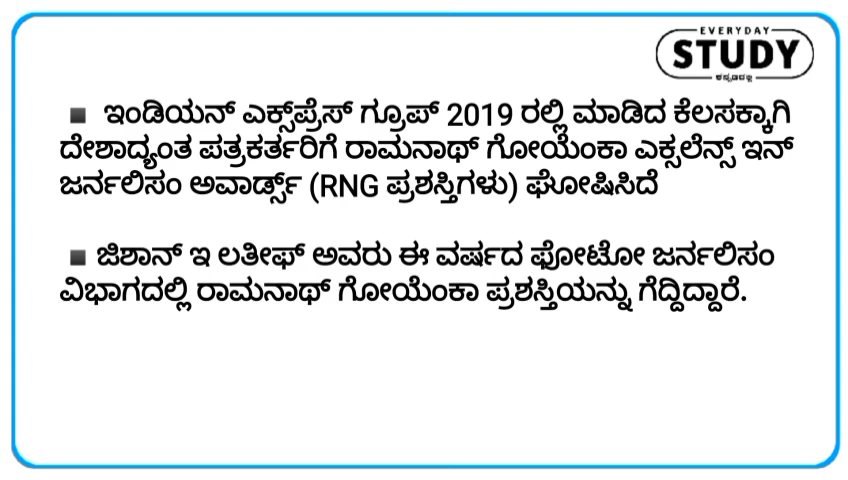 EVERYDAY
STUDY
ಕನ್ನಡದಲ್ಲಿ
▪ ಇಂಡಿಯನ್ ಎಕ್ಸ್‌ಪ್ರೆಸ್ ಗ್ರೂಪ್ 2019 ರಲ್ಲಿ ಮಾಡಿದ ಕೆಲಸಕ್ಕಾಗಿ
ದೇಶಾದ್ಯಂತ ಪತ್ರಕರ್ತರಿಗೆ ರಾಮನಾಥ್ ಗೋಯೆಂಕಾ ಎಕ್ಸಲೆನ್ಸ್ ಇನ್
ಜರ್ನಲಿಸಂ ಅವಾರ್ಡ್ಸ್ (RNG ಪ್ರಶಸ್ತಿಗಳು) ಘೋಷಿಸಿದೆ
▪ ಜಿಶಾನ್ ಇ ಲತೀಫ್ ಅವರು ಈ ವರ್ಷದ ಫೋಟೋ ಜರ್ನಲಿಸಂ
ವಿಭಾಗದಲ್ಲಿ ರಾಮನಾಥ್ ಗೋಯೆಂಕಾ ಪ್ರಶಸ್ತಿಯನ್ನು ಗೆದ್ದಿದ್ದಾರೆ.